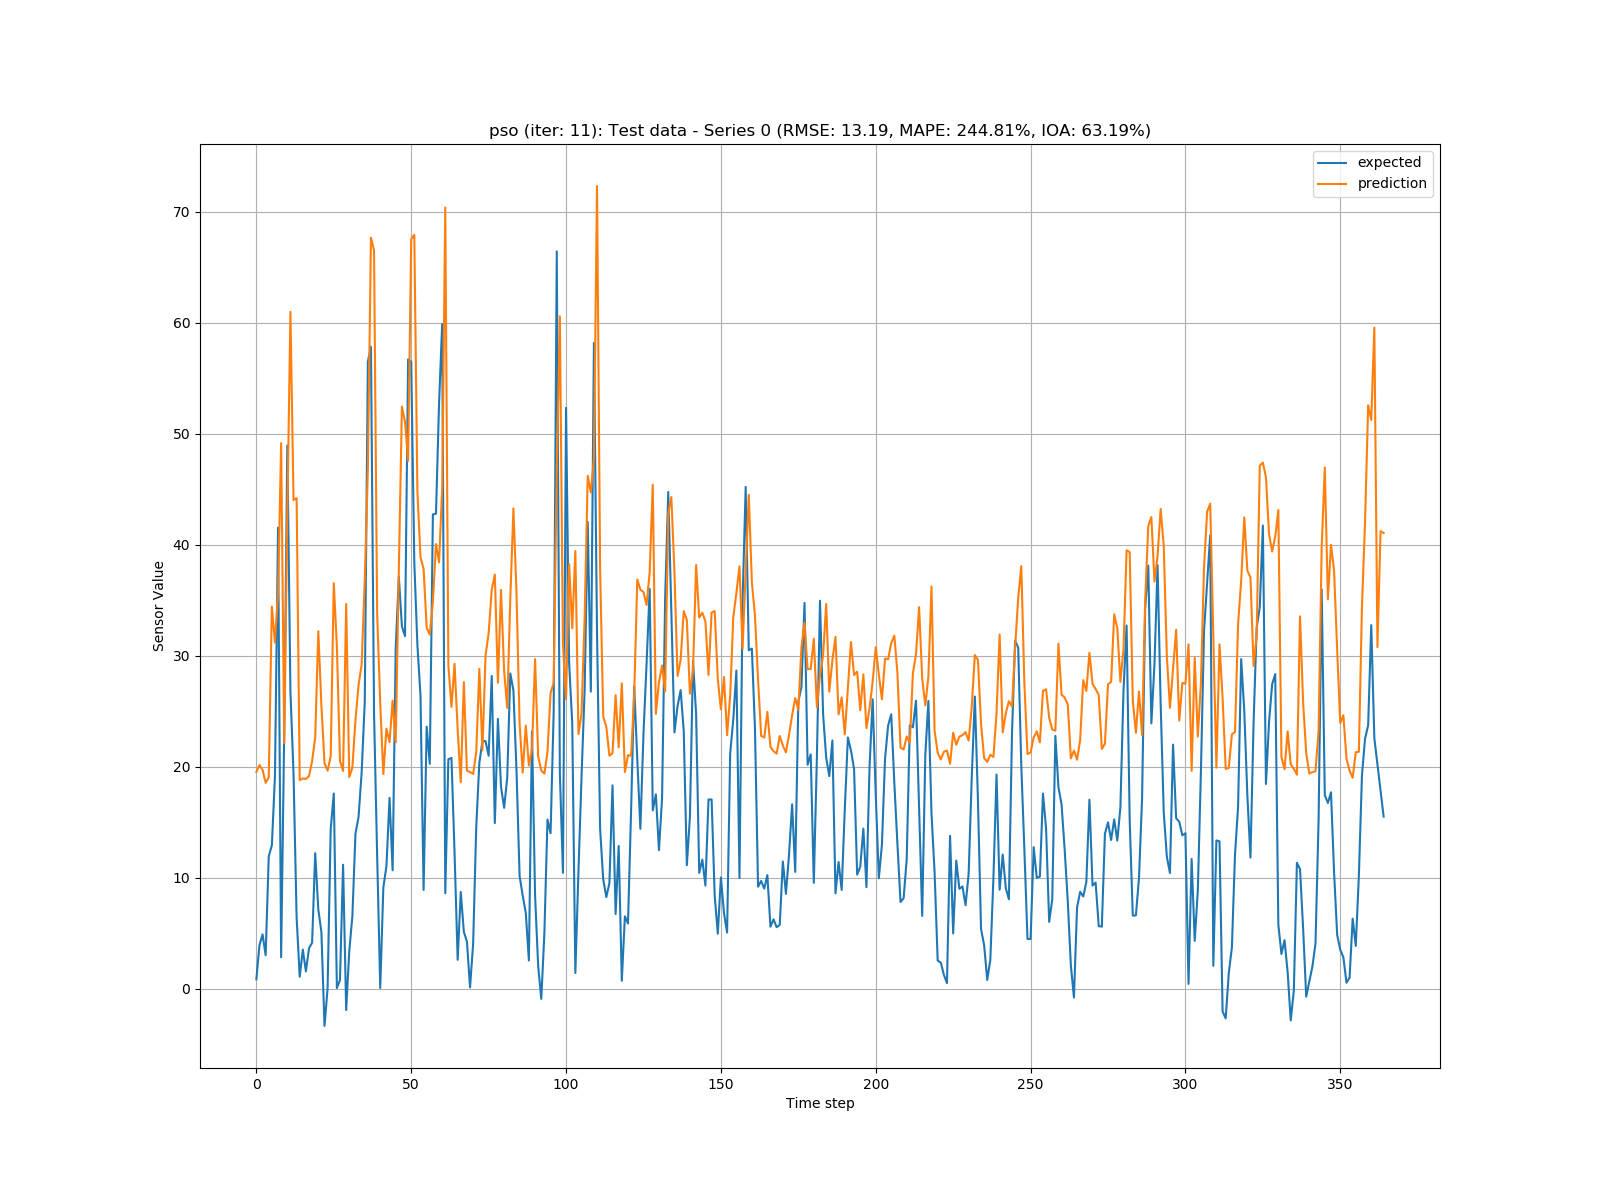 pso (iter: 11): Test data - Series 0 (RMSE: 13.19, MAPE: 244.81%, IOA: 63.19%)
expected
prediction
70
60
50
40
30
20
10
0
Sensor Value
0 50 100 150 200 250 300 350
Time step